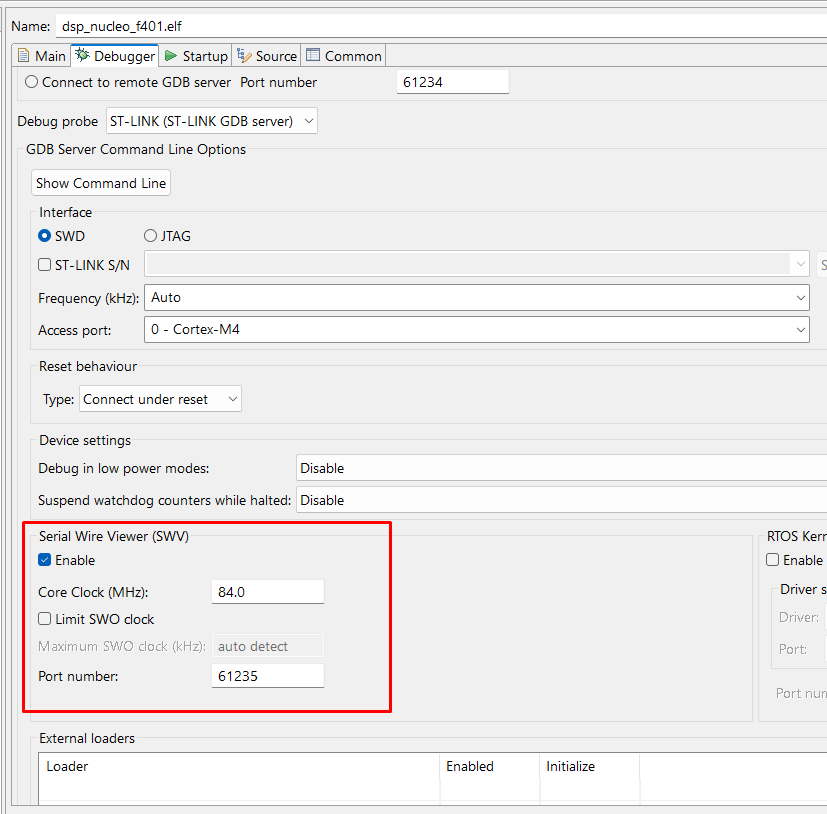 Name: dsp_nucleo_f401.elf
Main Debugger Startup Source Common
Connect to remote GDB server Port number 61234
Debug probe ST-LINK (ST-LINK GDB server)
GDB Server Command Line Options
Show Command Line
Interface
SWD JTAG
ST-LINK S/N S
Frequency (kHz): Auto
Access port: 0 - Cortex-M4
Reset behaviour
Type: Connect under reset
Device settings
Debug in low power modes: Disable
Suspend watchdog counters while halted: Disable
Serial Wire Viewer (SWV) RTOS Kern
Enable Enable
Core Clock (MHz): 84.0 Driver s
Limit SWO clock Driver:
Maximum SWO clock (kHz): auto detect Port:
Port number: 61235 Port num
External loaders
Loader Enabled Initialize